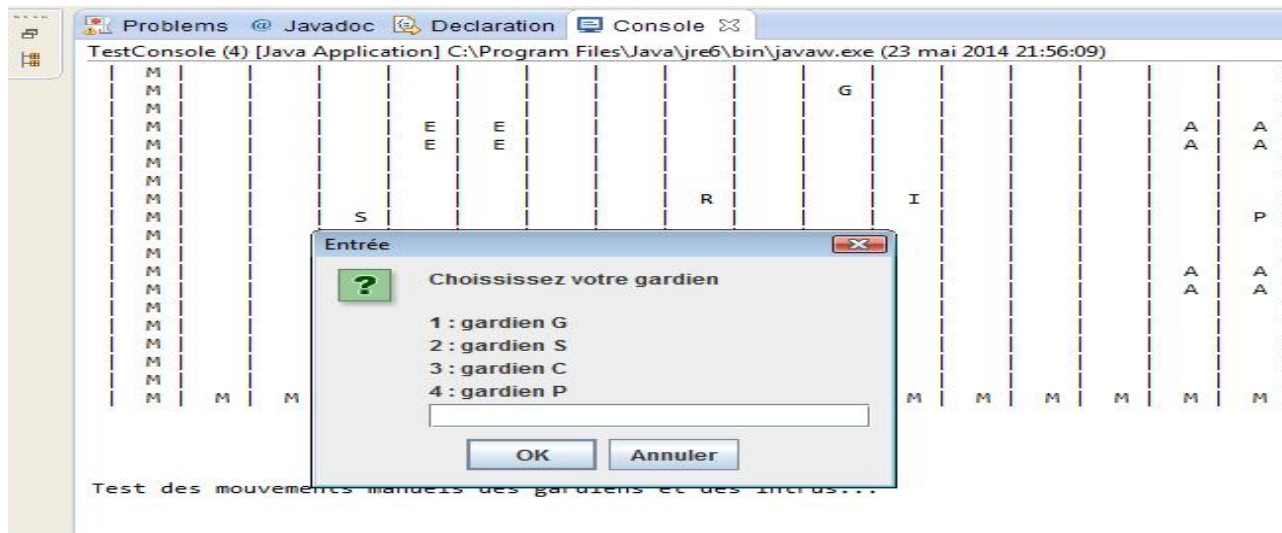 Problems @ Javadoc Declaration Console
TestConsole (4) [Java Application] C:\Program Files\Java\jre6\bin\javaw.exe (23 mai 2014 21:56:09)
| M | | | | | | | | | | | | | | | |
| M | | | | | | | | | G | | | | | | |
| M | | | | | | | | | | | | | | | |
| M | | | E | E | | | | | | | | | | A | A
| M | | | E | E | | | | | | | | | | A | A
| M | | | | | | | | | | | | | | | |
| M | | | | | | | | | | | | | | | |
| M | | | | | | | R | | | I | | | | |
| M | | S | | | | | | | | | | | | | P
| M |
| M |
| M | A | A
| M | A | A
| M |
| M |
| M |
| M |
| M |
| M | M | M M | M | M | M | M | M
Entrée
Choississez votre gardien
1 : gardien G
2 : gardien S
3 : gardien C
4 : gardien P
OK Annuler
Test des mouvements manuels des gardiens et des intrus...